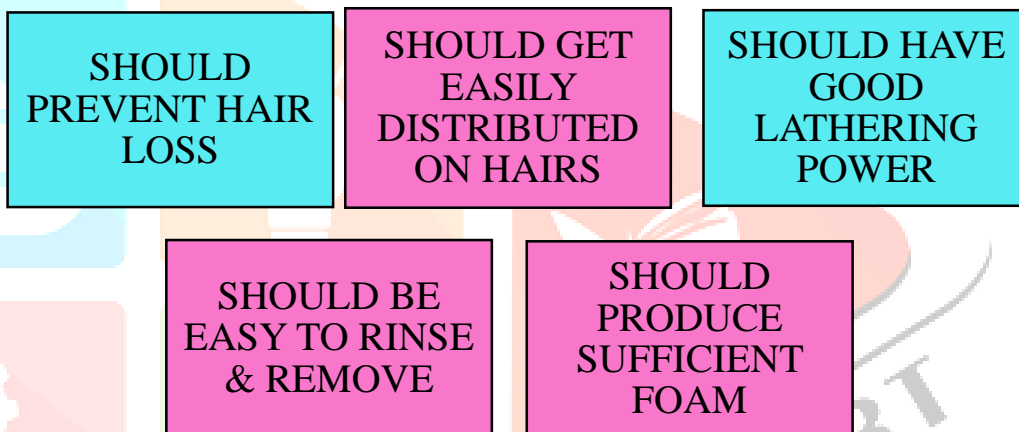 SHOULD
PREVENT HAIR
LOSS
SHOULD GET
EASILY
DISTRIBUTED
ON HAIRS
SHOULD HAVE
GOOD
LATHERING
POWER
SHOULD BE
EASY TO RINSE
& REMOVE
SHOULD
PRODUCE
SUFFICIENT
FOAM